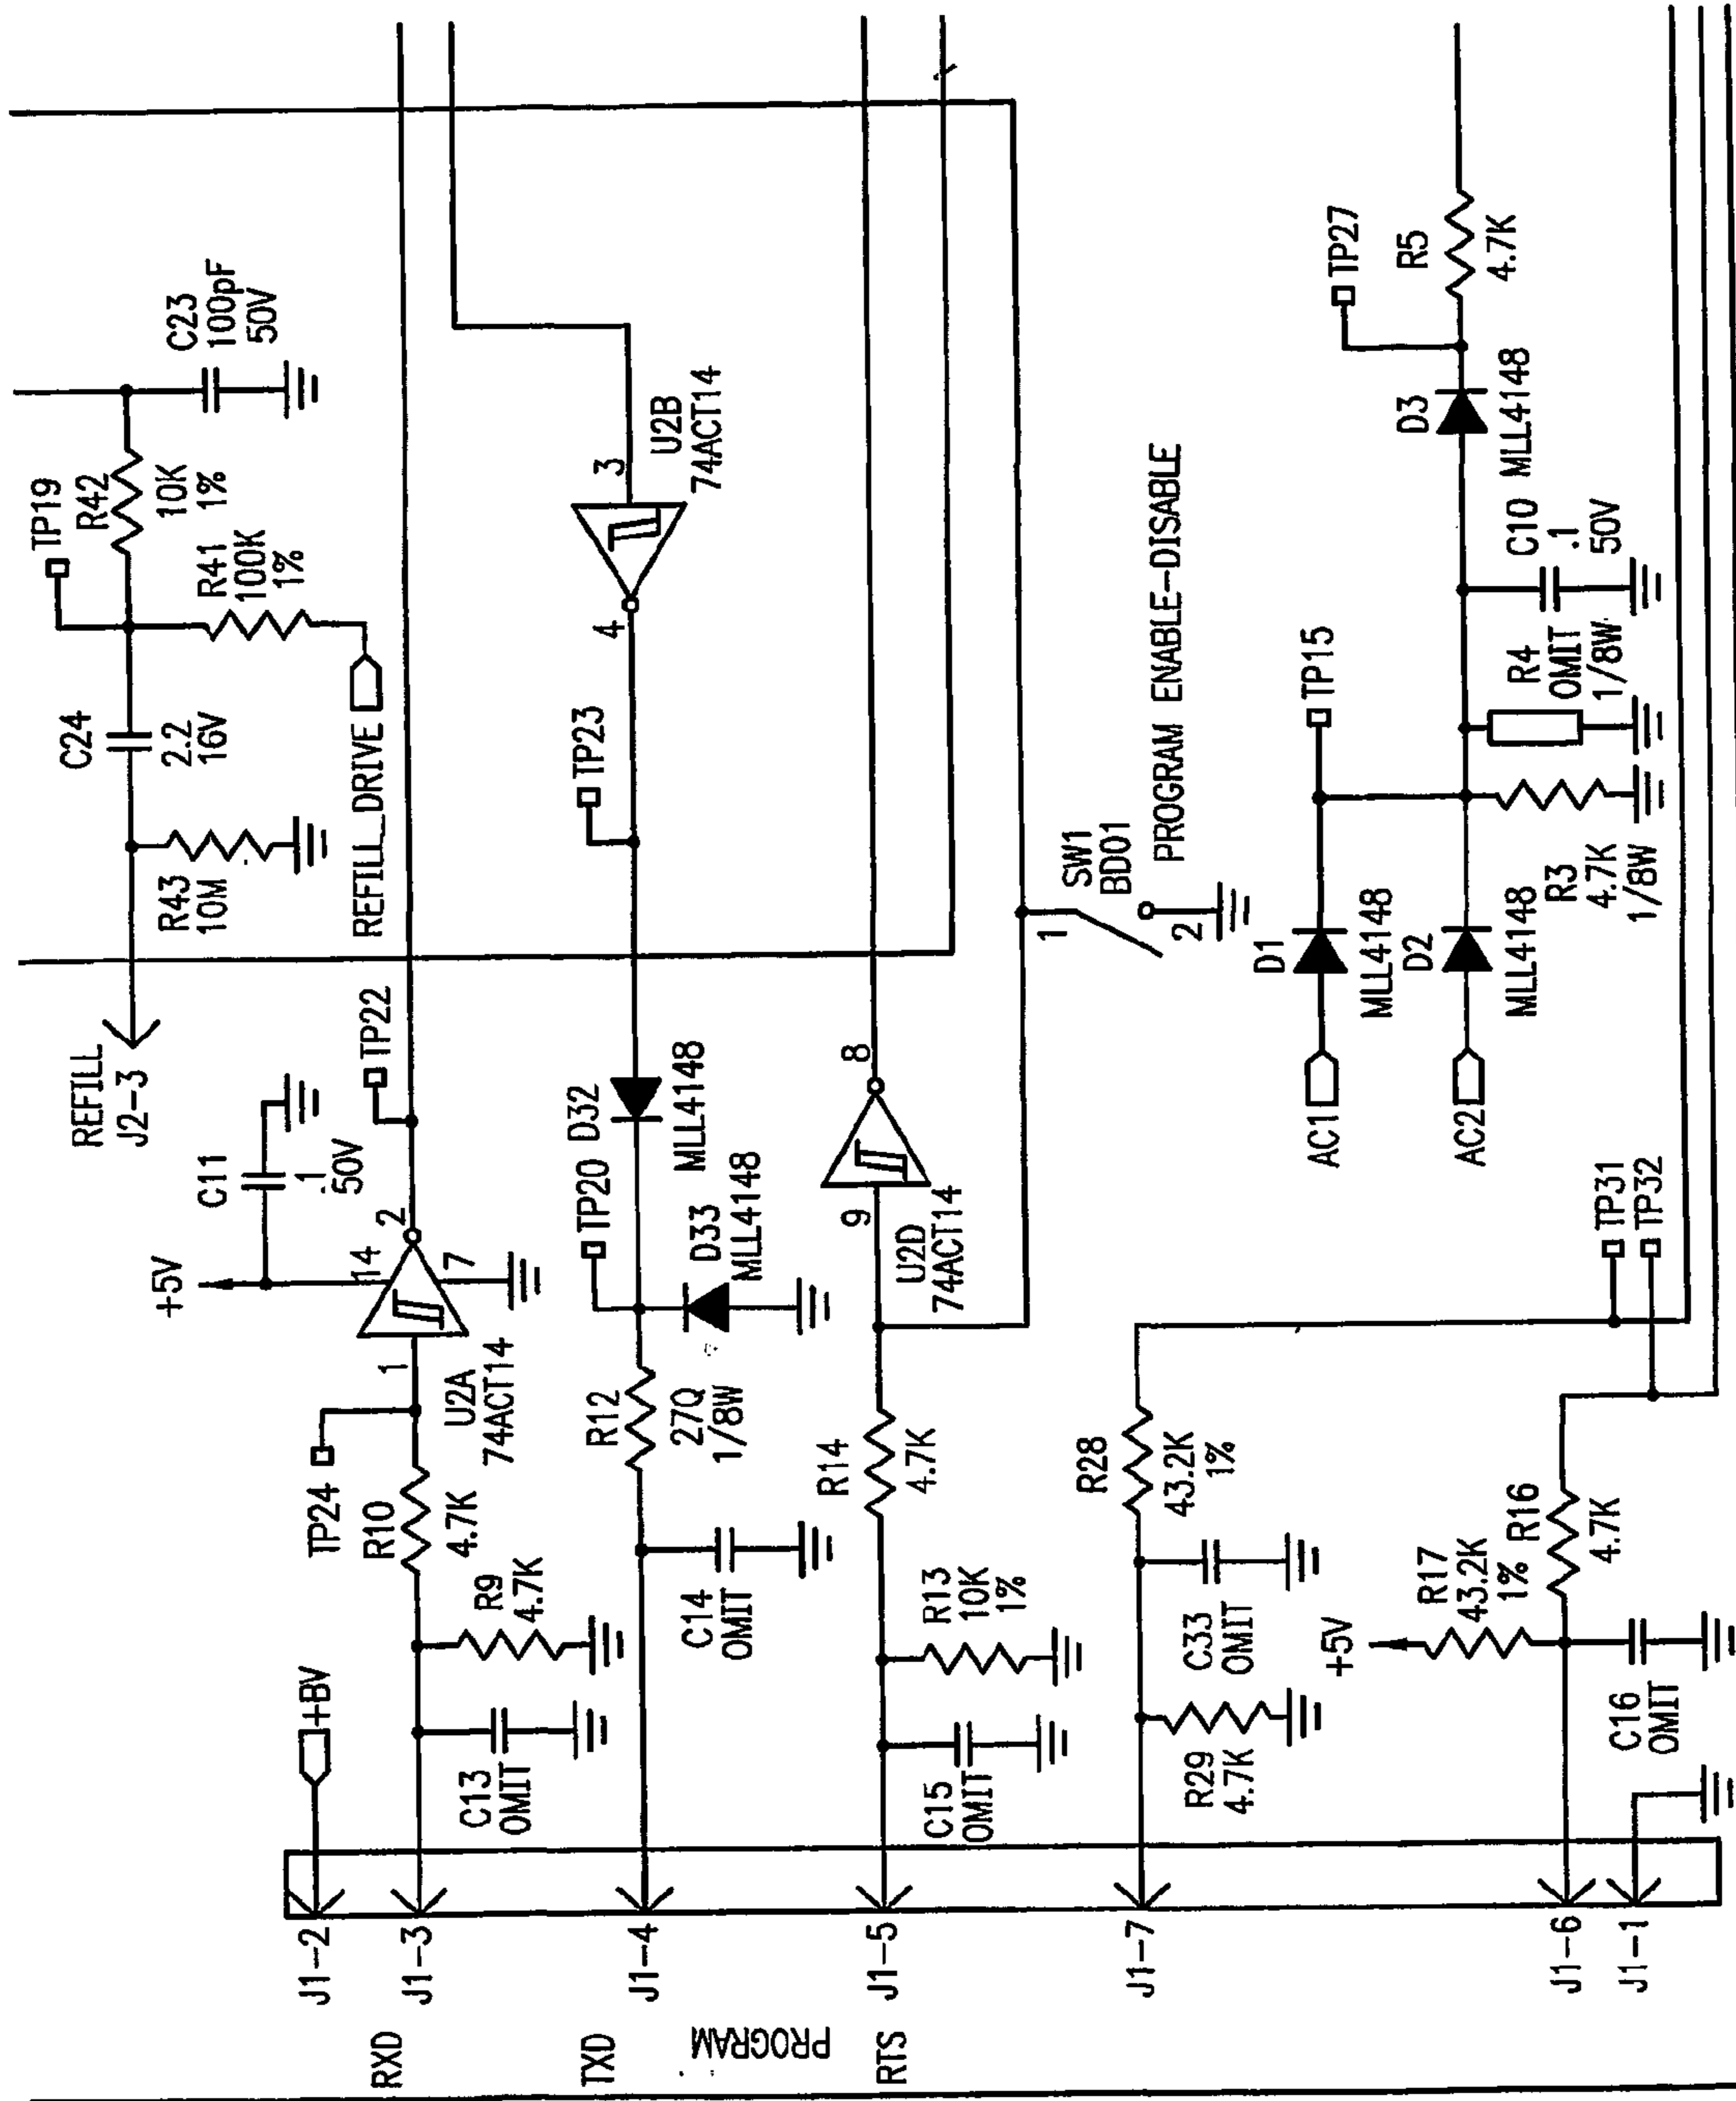 REFILL
J2-3
R43
10M
C24
2.2
16V
TP19
R42
10K
1%
R41
100K
1%
REFILL_DRIVE
C23
100pF
50V
+5V
C11
.1
50V
TP22
14
2
7
1
U2A
74ACT14
TP24
R10
4.7K
R9
4.7K
C13
OMIT
+BV
J1-2
J1-3
RXD
J1-4
TXD
PROGRAM
C14
OMIT
R12
27Ω
1/8W
TP20
D32
MLL4148
D33
MLL4148
TP23
4
3
U2B
74ACT14
J1-5
RTS
C15
OMIT
R13
10K
1%
R14
4.7K
9
8
U2D
74ACT14
1
2
SW1
BD01
PROGRAM ENABLE-DISABLE
J1-7
R29
4.7K
C33
OMIT
R28
43.2K
1%
AC1
D1
MLL4148
AC2
D2
MLL4148
TP15
R3
4.7K
1/8W
R4
OMIT
1/8W
C10
.1
50V
D3
MLL4148
TP27
R5
4.7K
TP31
TP32
+5V
R17
43.2K
1%
R16
4.7K
C16
OMIT
J1-6
J1-1